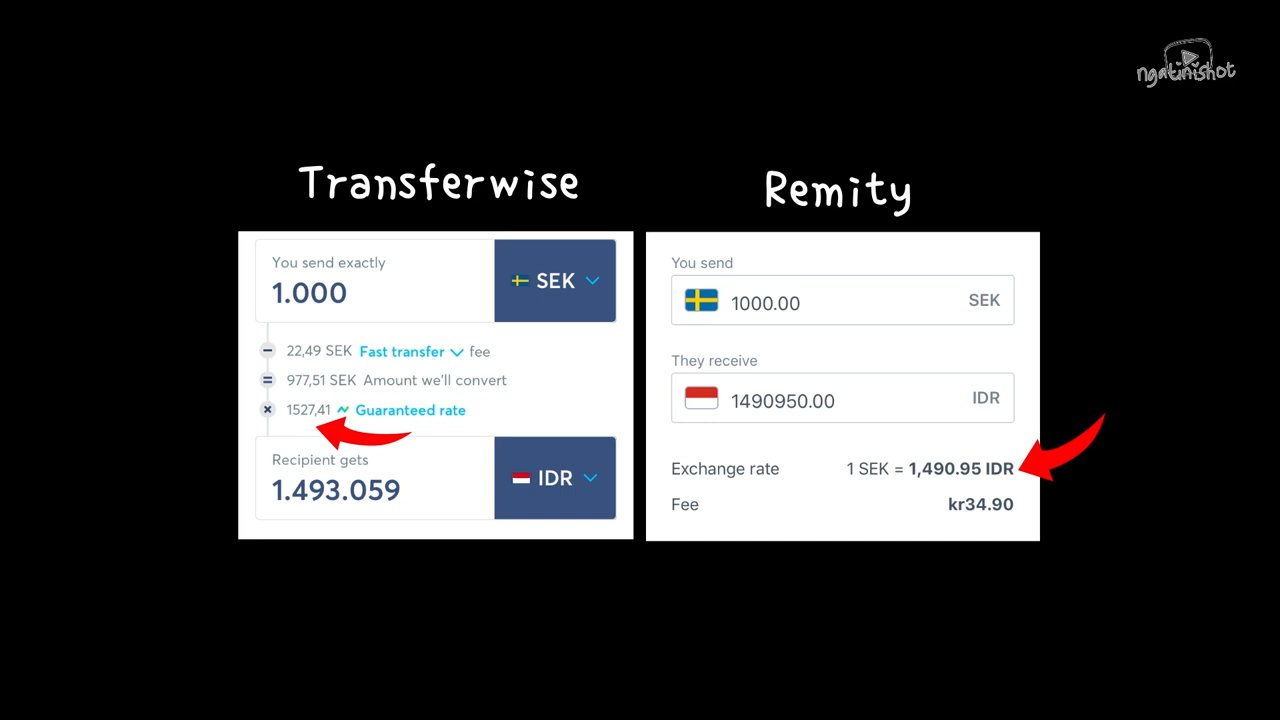 ngatinishot
Transferwise
You send exactly
1.000
SEK
22,49 SEK Fast transfer fee
977,51 SEK Amount we'll convert
1527,41 Guaranteed rate
Recipient gets
1.493.059
IDR
Remity
You send
1000.00 SEK
They receive
1490950.00 IDR
Exchange rate 1 SEK = 1,490.95 IDR
Fee kr34.90